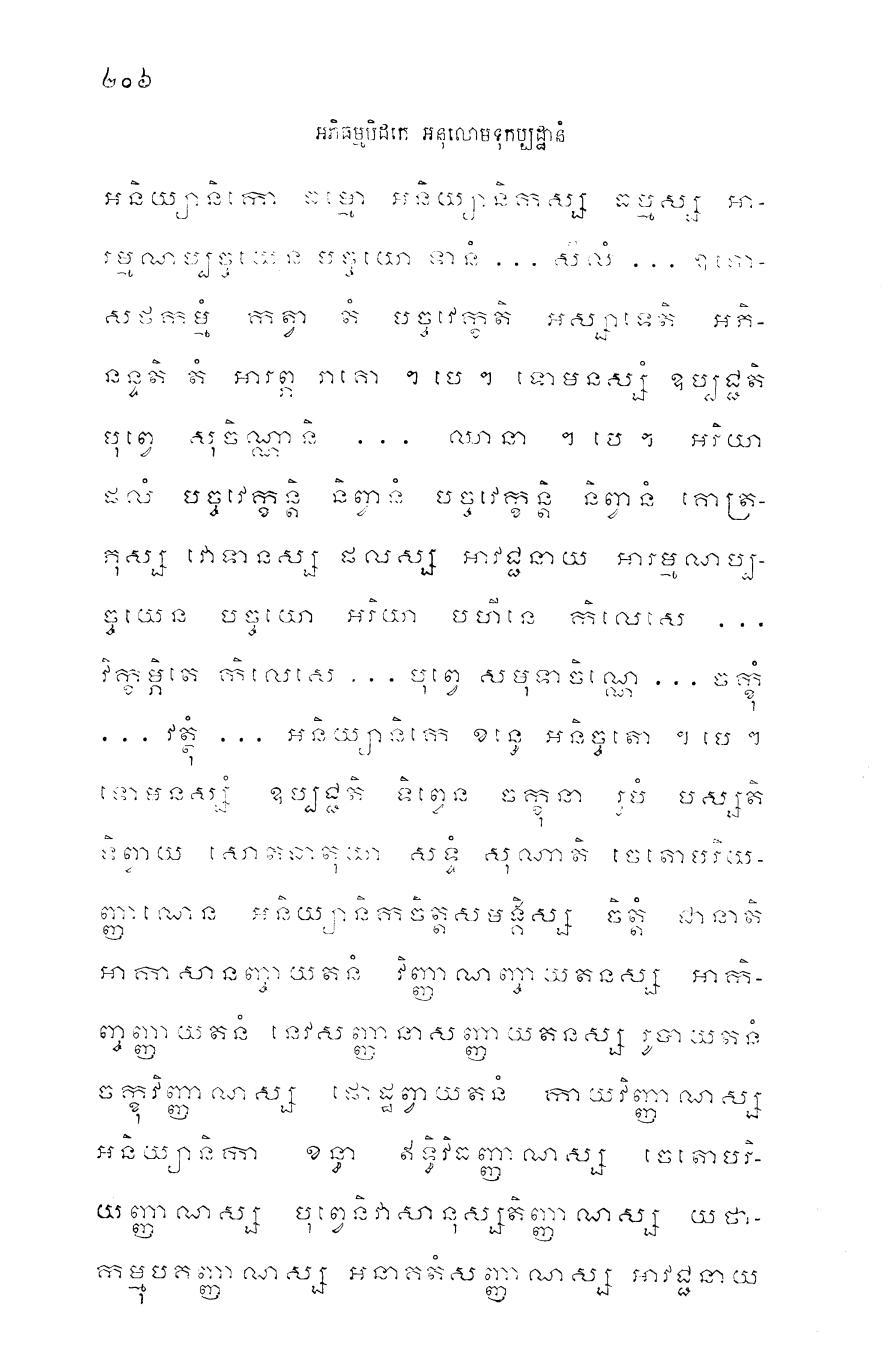 ២០៦
អភិធម្មបិដកេ អនុលោមទុកប្បដ្ឋានំ
អនិយ្យានិកោ ធម្មោ អនិយ្យានិកស្ស ធម្មស្ស អា-
រម្មណប្បច្ចយេន បច្ចយោ ទានំ ... សីលំ ... ឧបោ-
សថកម្មំ កត្វា តំ បច្ចវេក្ខតិ អស្សាទេតិ អភិ-
នន្ទតិ តំ អារព្ភ រាគោ ។ បេ ។ ទោមនស្សំ ឧប្បជ្ជតិ
បុព្វេ សុចិណ្ណានិ ... ឈានា ។ បេ ។ អរិយា
ផលំ បច្ចវេក្ខន្តិ និព្វានំ បច្ចវេក្ខន្តិ និព្វានំ គោត្រ-
ភុស្ស វោទានស្ស ផលស្ស អាវជ្ជនាយ អារម្មណប្ប-
ច្ចយេន បច្ចយោ អរិយា បហីនេ កិលេសេ ...
វិក្ខម្ភិតេ កិលេសេ ... បុព្វេ សមុទាចិណ្ណេ ... ចក្ខុំ
... វត្ថុំ ... អនិយ្យានិកេ ខន្ធេ អនិច្ចតោ ។ បេ ។
ទោមនស្សំ ឧប្បជ្ជតិ ទិព្វេន ចក្ខុនា រូបំ បស្សតិ
ទិព្វាយ សោតធាតុយា សទ្ទំ សុណាតិ ចេតោបរិយ-
ញ្ញាណេន អនិយ្យានិកចិត្តសមង្គិស្ស ចិត្តំ ជានាតិ
អាកាសានញ្ចាយតនំ វិញ្ញាណញ្ចាយតនស្ស អាកិ-
ញ្ចញ្ញាយតនំ នេវសញ្ញានាសញ្ញាយតនស្ស រូបាយតនំ
ចក្ខុវិញ្ញាណស្ស ផោដ្ឋព្វាយតនំ កាយវិញ្ញាណស្ស
អនិយ្យានិកា ខន្ធា ឥទ្ធិវិធញ្ញាណស្ស ចេតោបរិ-
យញ្ញាណស្ស បុព្វេនិវាសានុស្សតិញ្ញាណស្ស យថា-
កម្មុបគញ្ញាណស្ស អនាគតំសញ្ញាណស្ស អាវជ្ជនាយ